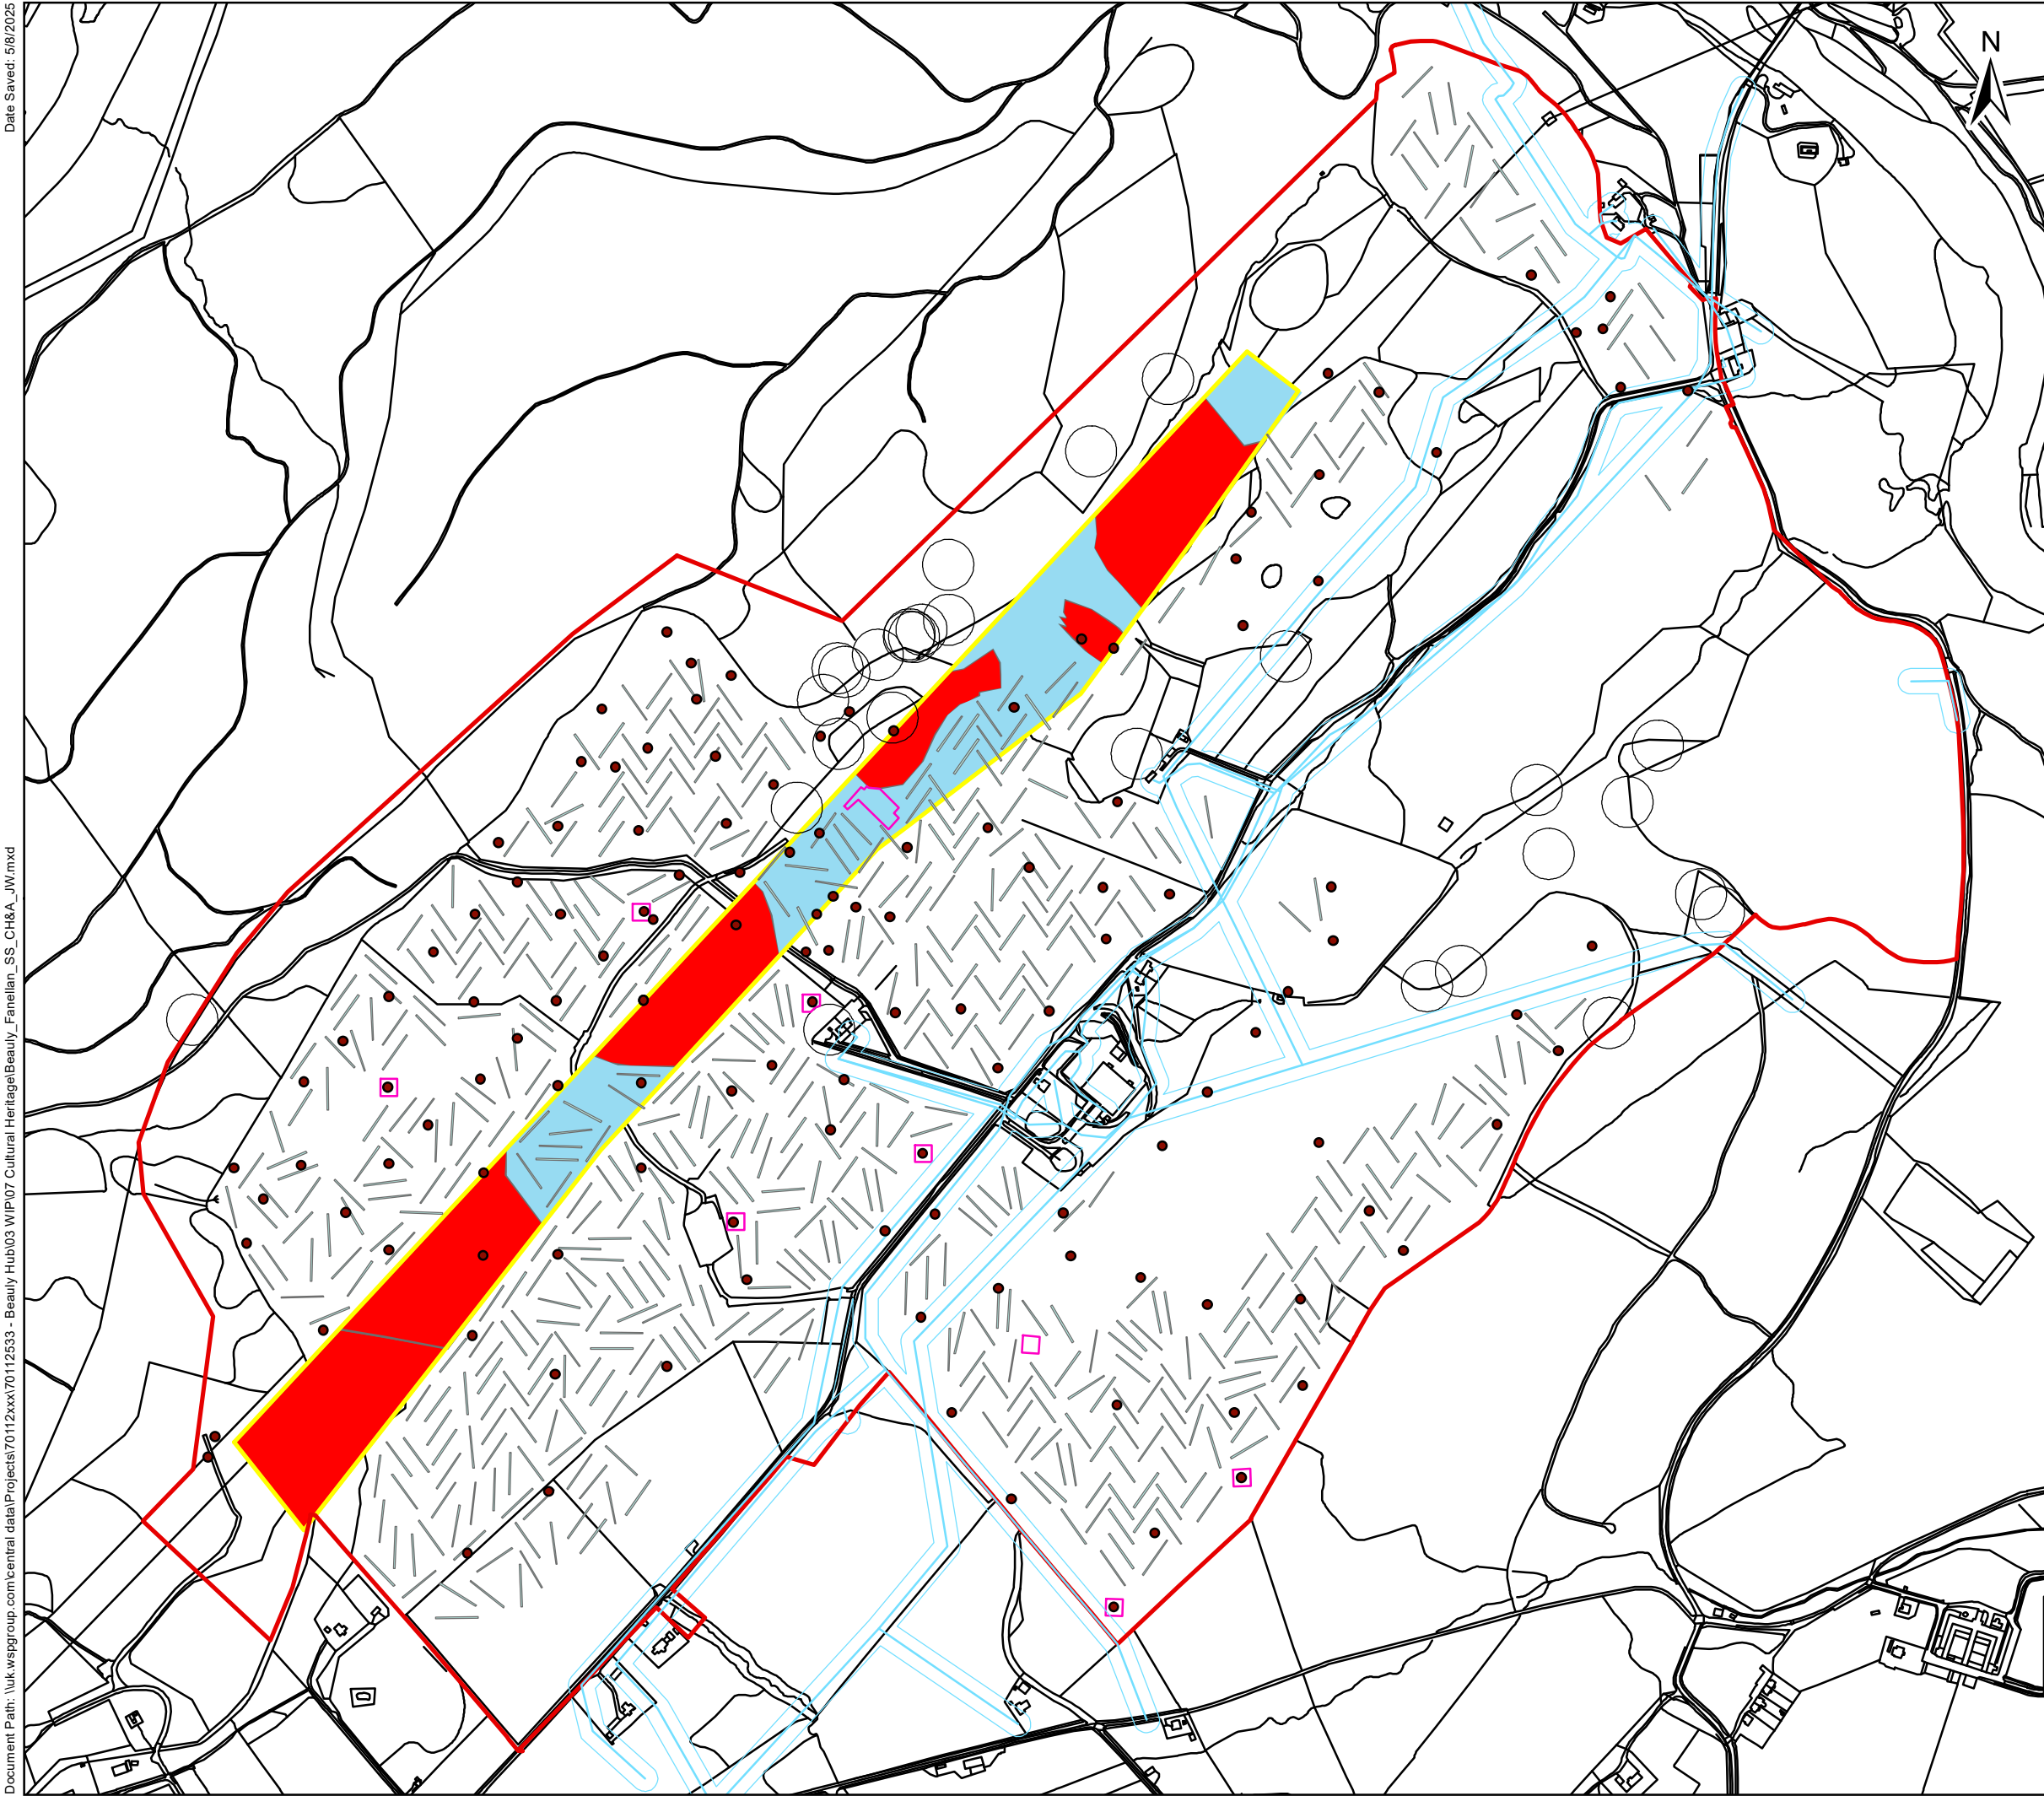 Date Saved: 5/8/2025
N
Document Path: \\uk.wspgroup.com\central data\Projects\70112xxx\70112533 - Beauly Hub\03 WIP\07 Cultural Heritage\Beauly_Fanellan_SS_CH&A_JW.mxd